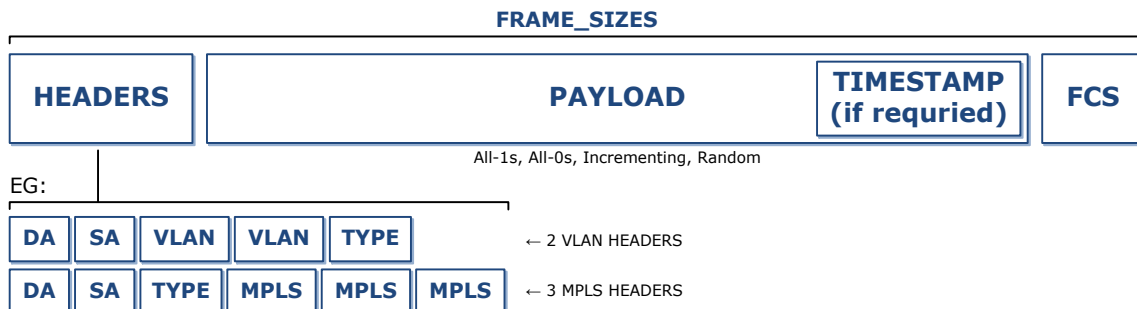 FRAME_SIZES
HEADERS PAYLOAD TIMESTAMP (if requried) FCS
All-1s, All-0s, Incrementing, Random
EG:
DA SA VLAN VLAN TYPE ← 2 VLAN HEADERS
DA SA TYPE MPLS MPLS MPLS ← 3 MPLS HEADERS